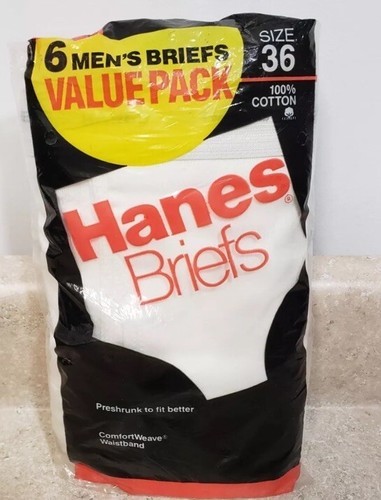 6 MEN'S BRIEFS
VALUE PACK
SIZE
36
100%
COTTON
Hanes®
Briefs
Preshrunk to fit better
ComfortWeave®
Waistband